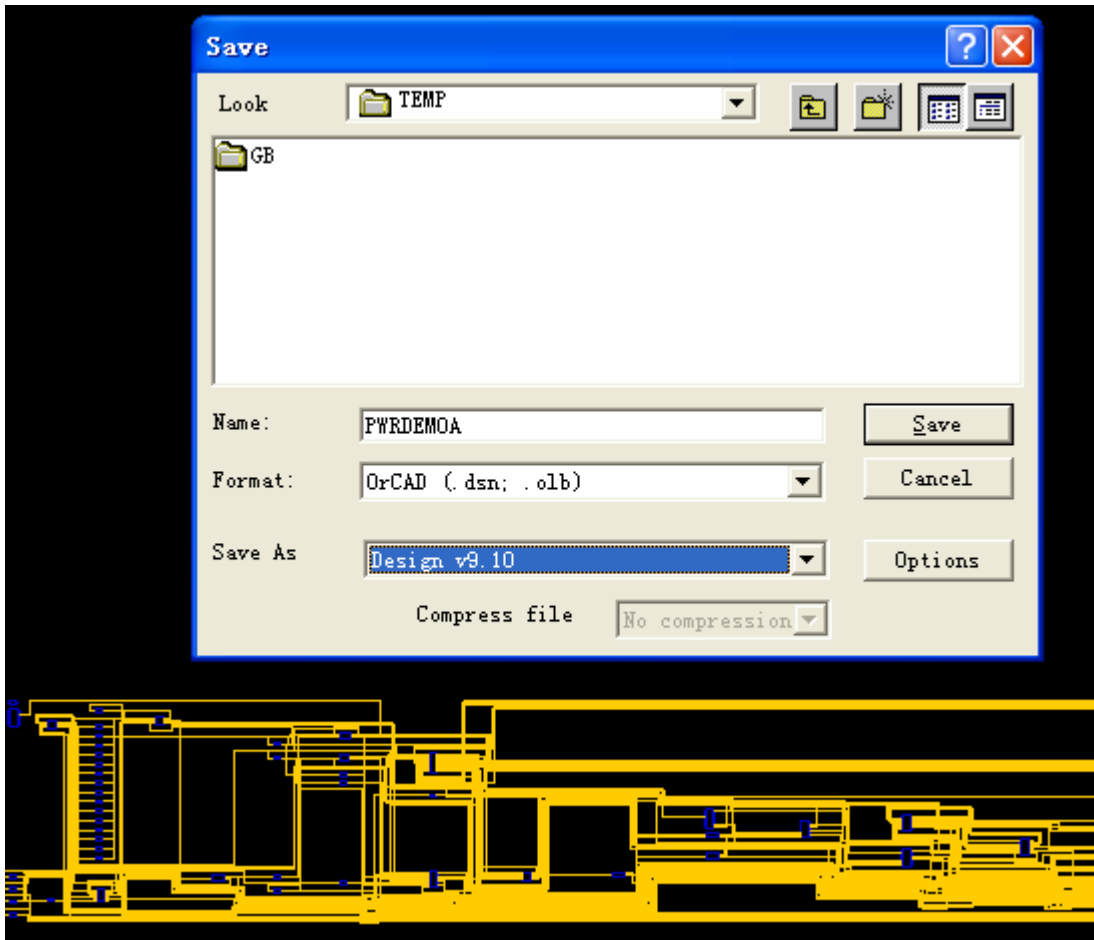 Save
Look TEMP
GB
Name: PWRDEMOA Save
Format: OrCAD (.dsn; .olb) Cancel
Save As Design v9.10 Options
Compress file No compression